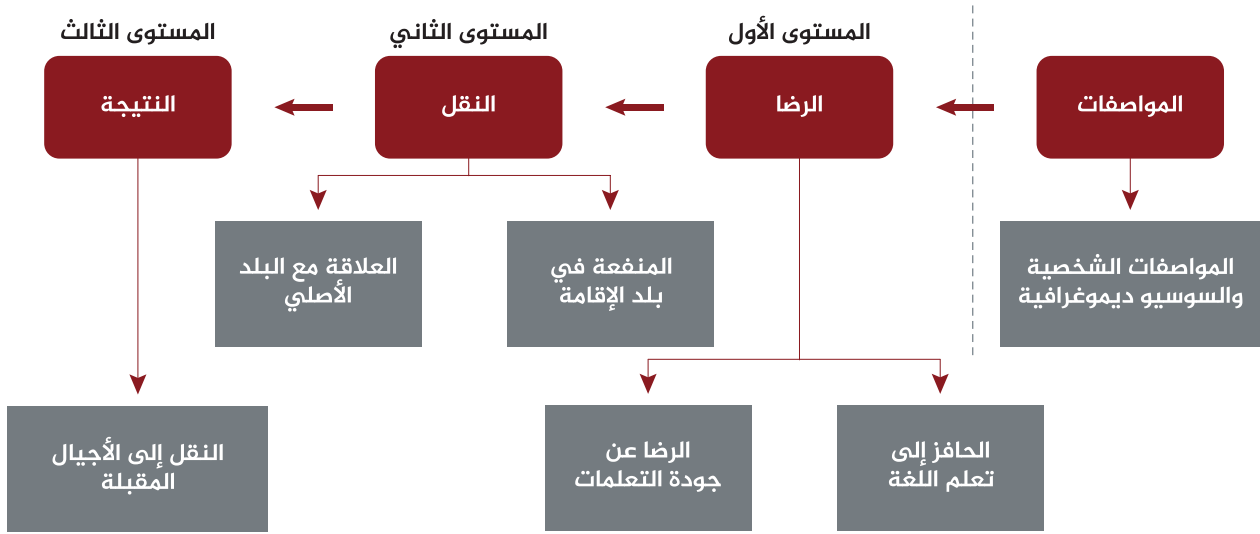 المستوى الأول
المستوى الثاني
المستوى الثالث
المواصفات
الرضا
النقل
النتيجة
المواصفات الشخصية
والسوسيو ديموغرافية
المنفعة في
بلد الإقامة
العلاقة مع البلد
الأصلي
الحافز إلى
تعلم اللغة
الرضا عن
جودة التعلمات
النقل إلى الأجيال
المقبلة